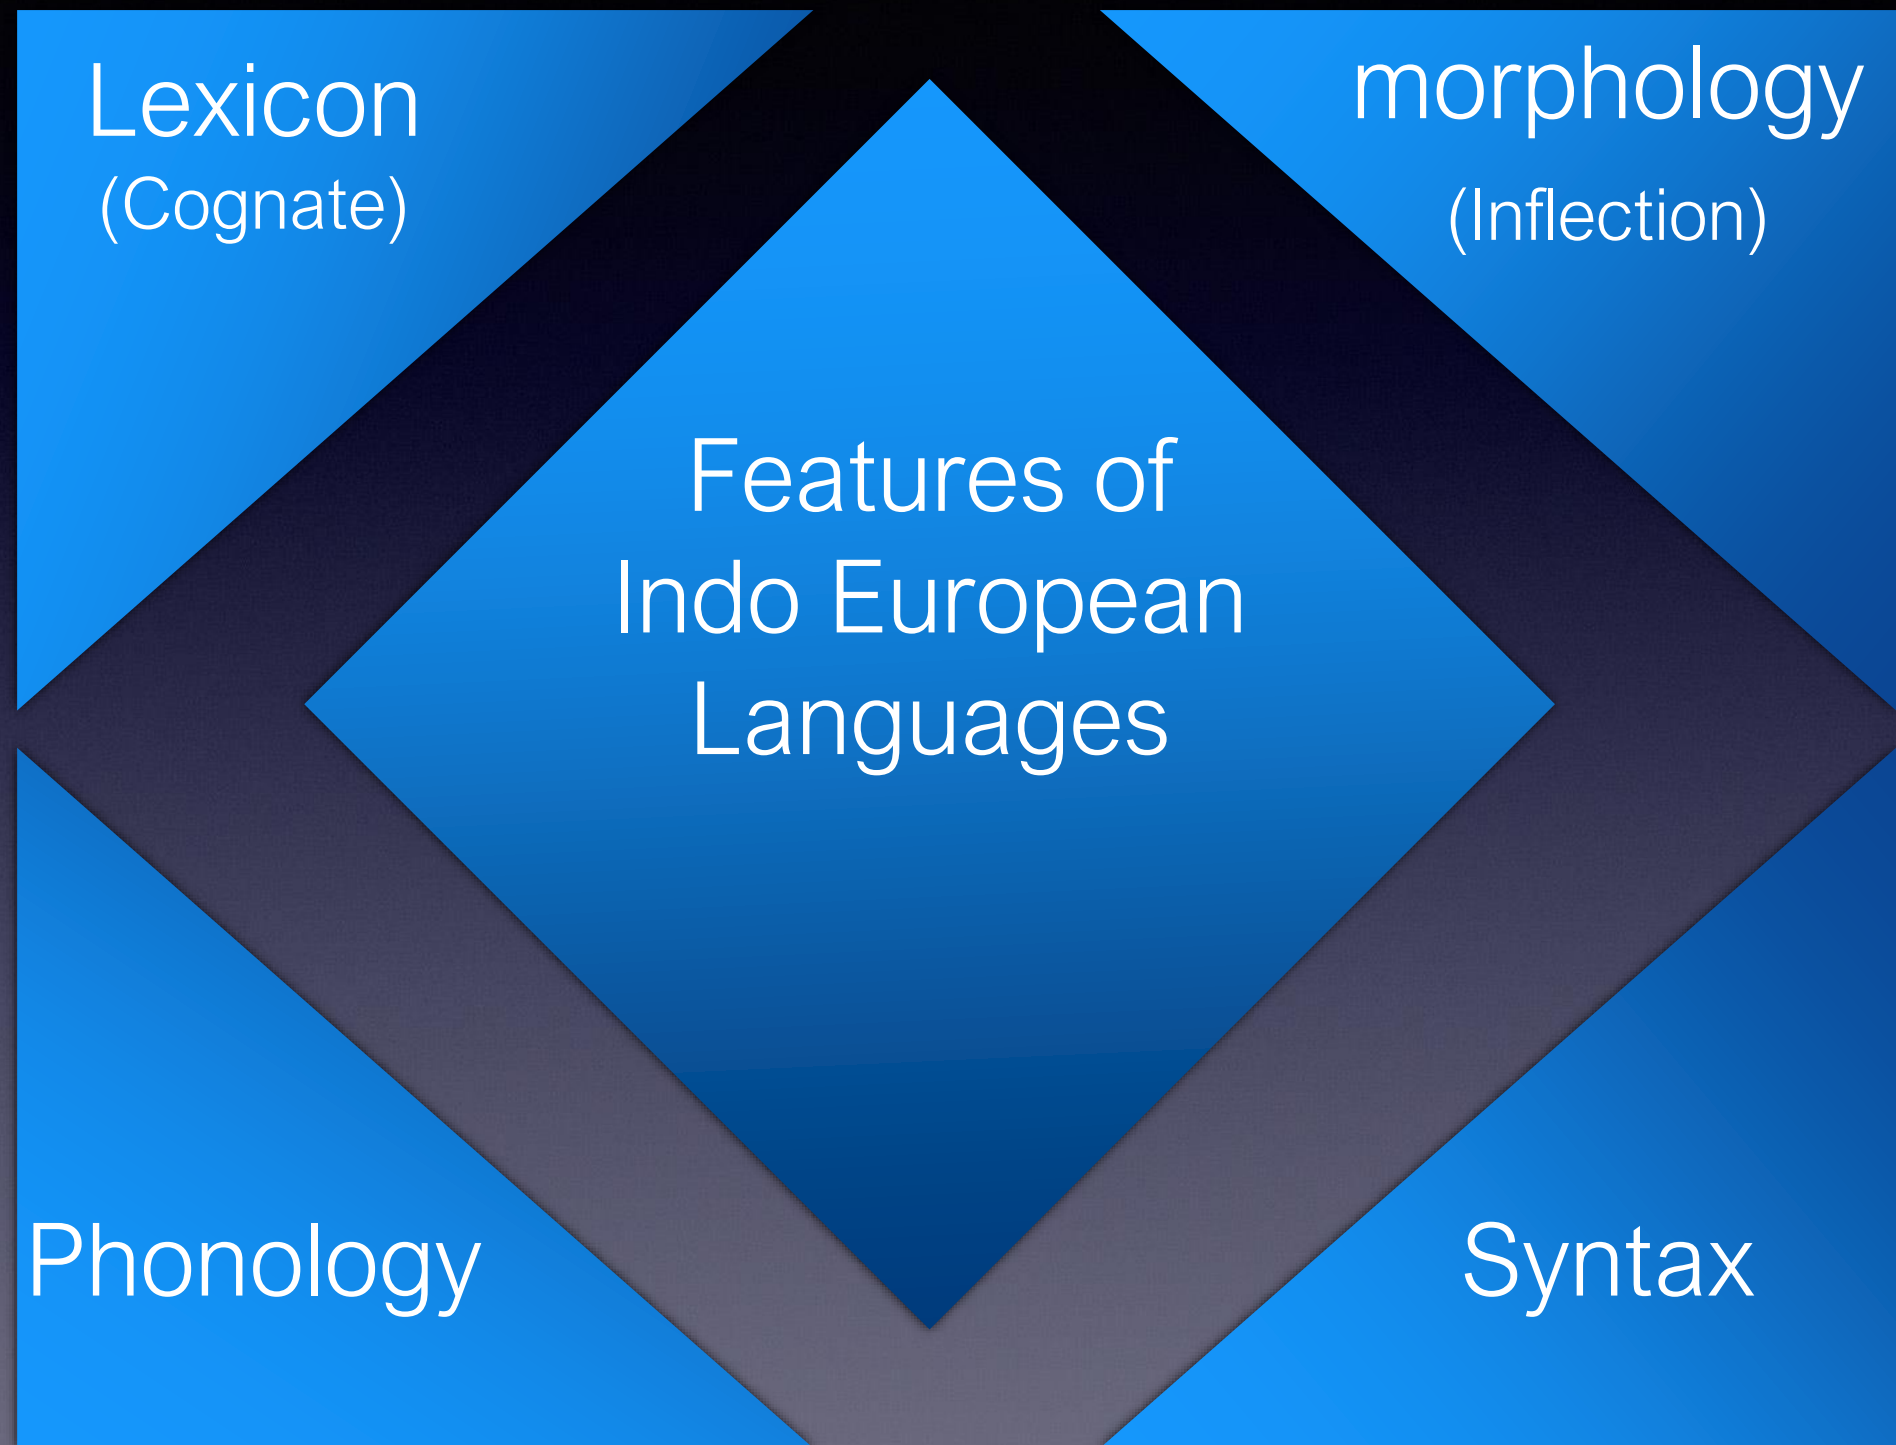 Lexicon
(Cognate)
morphology
(Inflection)
Features of
Indo European
Languages
Phonology
Syntax